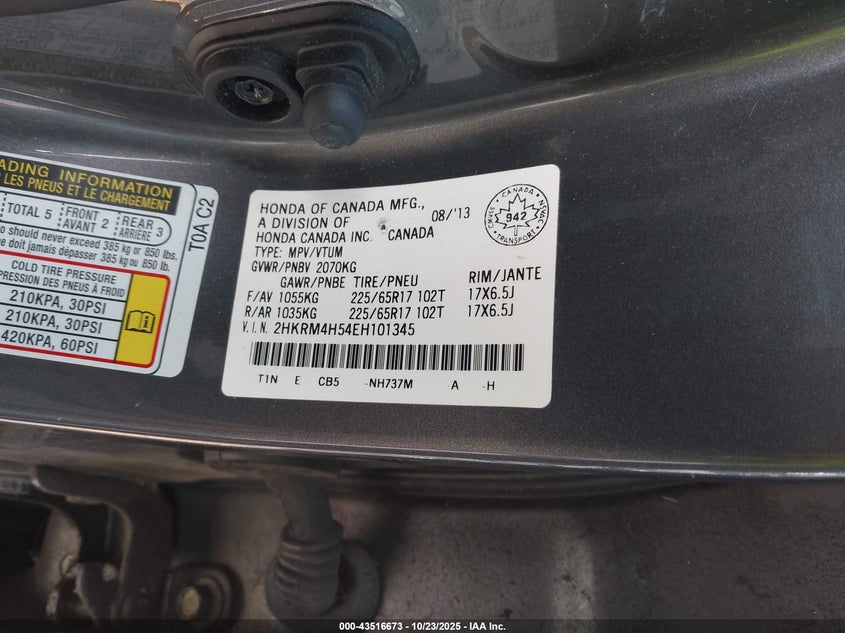 ADING INFORMATION
LES PNEUS ET LE CHARGEMENT
TOTAL 5
FRONT AVANT 2
REAR ARRIÈRE 3
should never exceed 385 kg or 850 lbs.
doit jamais dépasser 385 kg ou 850 lb.
COLD TIRE PRESSURE
PRESSION DES PNEUS À FROID
210KPA, 30PSI
210KPA, 30PSI
420KPA, 60PSI
T0A C2
HONDA OF CANADA MFG.,
A DIVISION OF
HONDA CANADA INC. CANADA
08/'13
CANADA
942
TRANSPORT
TYPE: MPV/VTUM
GVWR/PNBV 2070KG
GAWR/PNBE TIRE/PNEU RIM/JANTE
F/AV 1055KG 225/65R17 102T 17X6.5J
R/AR 1035KG 225/65R17 102T 17X6.5J
V.I.N. 2HKRM4H54EH101345
T1N E CB5 -NH737M A -H
000-43516673 - 10/23/2025 - IAA Inc.